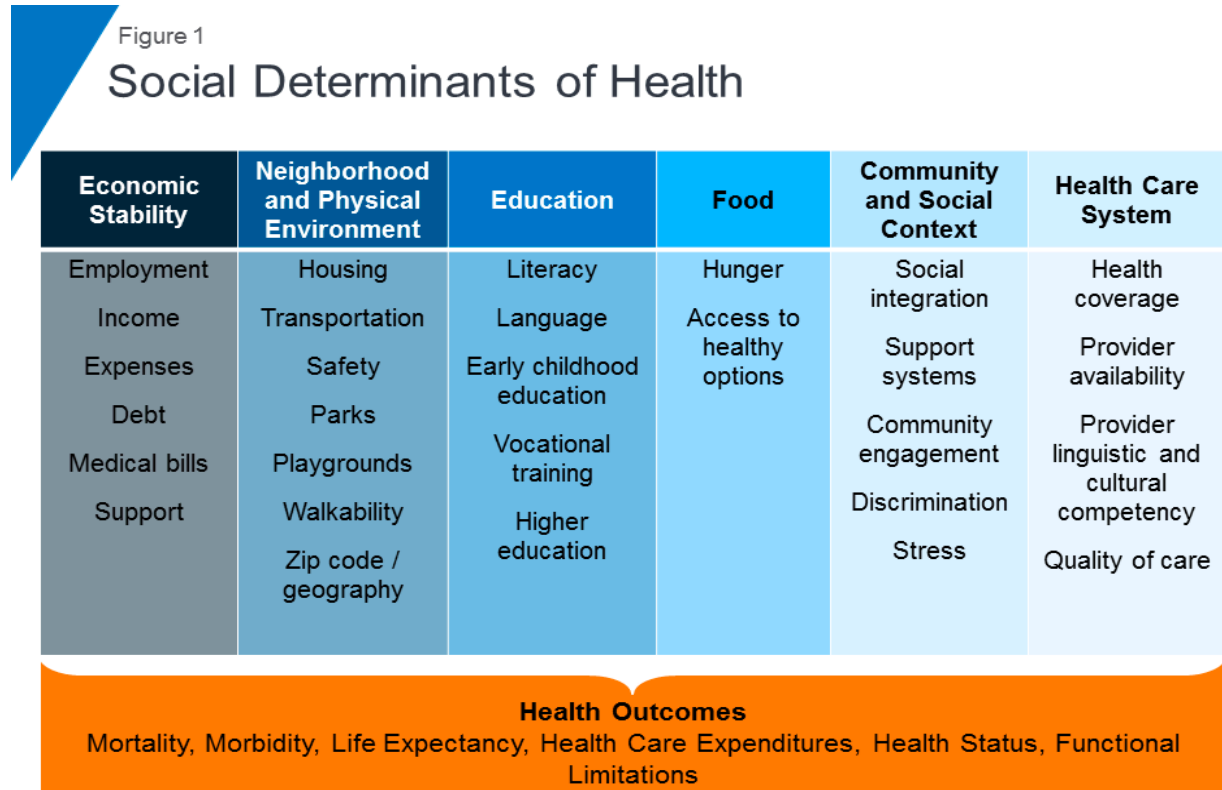 Figure 1
Social Determinants of Health
Economic
Stability
Neighborhood
and Physical
Environment
Education
Food
Community
and Social
Context
Health Care
System
Employment
Income
Expenses
Debt
Medical bills
Support
Housing
Transportation
Safety
Parks
Playgrounds
Walkability
Zip code /
geography
Literacy
Language
Early childhood
education
Vocational
training
Higher
education
Hunger
Access to
healthy
options
Social
integration
Support
systems
Community
engagement
Discrimination
Stress
Health
coverage
Provider
availability
Provider
linguistic and
cultural
competency
Quality of care
Health Outcomes
Mortality, Morbidity, Life Expectancy, Health Care Expenditures, Health Status, Functional
Limitations